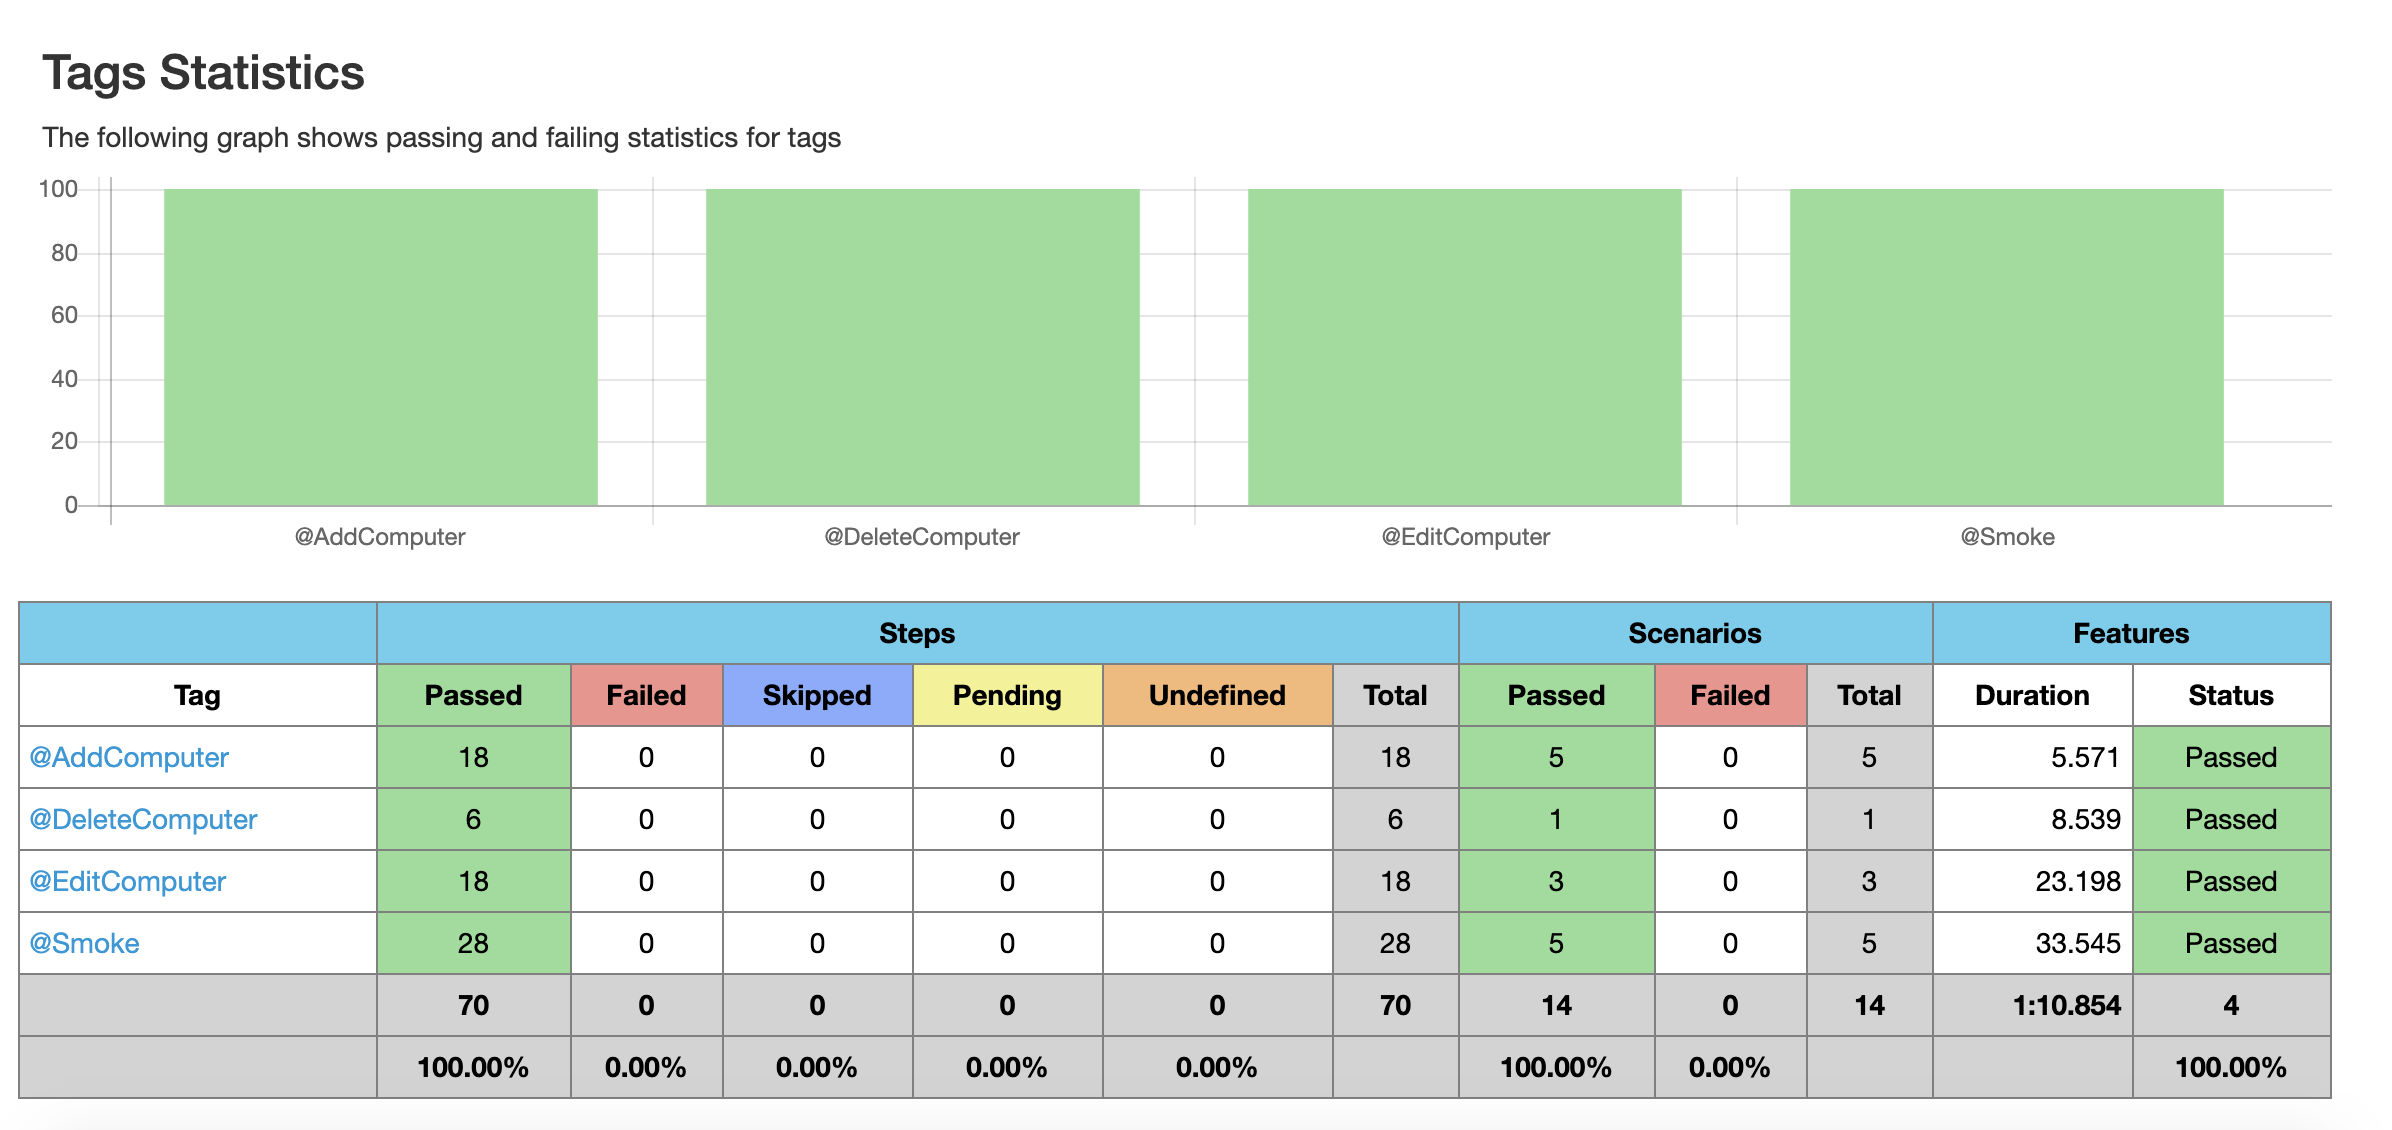 Tags Statistics
The following graph shows passing and failing statistics for tags
100
80
60
40
20
0
@AddComputer @DeleteComputer @EditComputer @Smoke
Steps Scenarios Features
Tag Passed Failed Skipped Pending Undefined Total Passed Failed Total Duration Status
@AddComputer 18 0 0 0 0 18 5 0 5 5.571 Passed
@DeleteComputer 6 0 0 0 0 6 1 0 1 8.539 Passed
@EditComputer 18 0 0 0 0 18 3 0 3 23.198 Passed
@Smoke 28 0 0 0 0 28 5 0 5 33.545 Passed
70 0 0 0 0 70 14 0 14 1:10.854 4
100.00% 0.00% 0.00% 0.00% 0.00% 100.00% 0.00% 100.00%